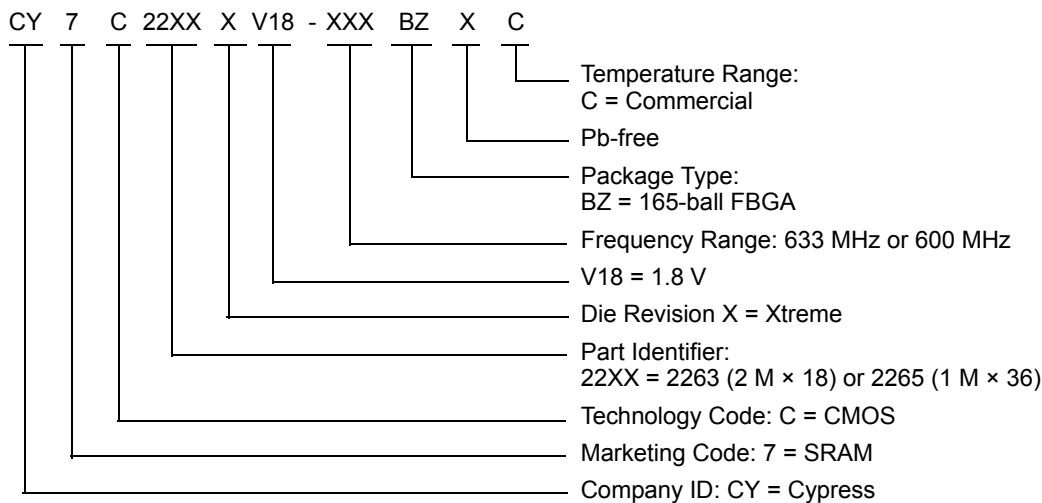 CY 7 C 22XX X V18 - XXX BZ X C
Temperature Range:
C = Commercial
Pb-free
Package Type:
BZ = 165-ball FBGA
Frequency Range: 633 MHz or 600 MHz
V18 = 1.8 V
Die Revision X = Xtreme
Part Identifier:
22XX = 2263 (2 M × 18) or 2265 (1 M × 36)
Technology Code: C = CMOS
Marketing Code: 7 = SRAM
Company ID: CY = Cypress